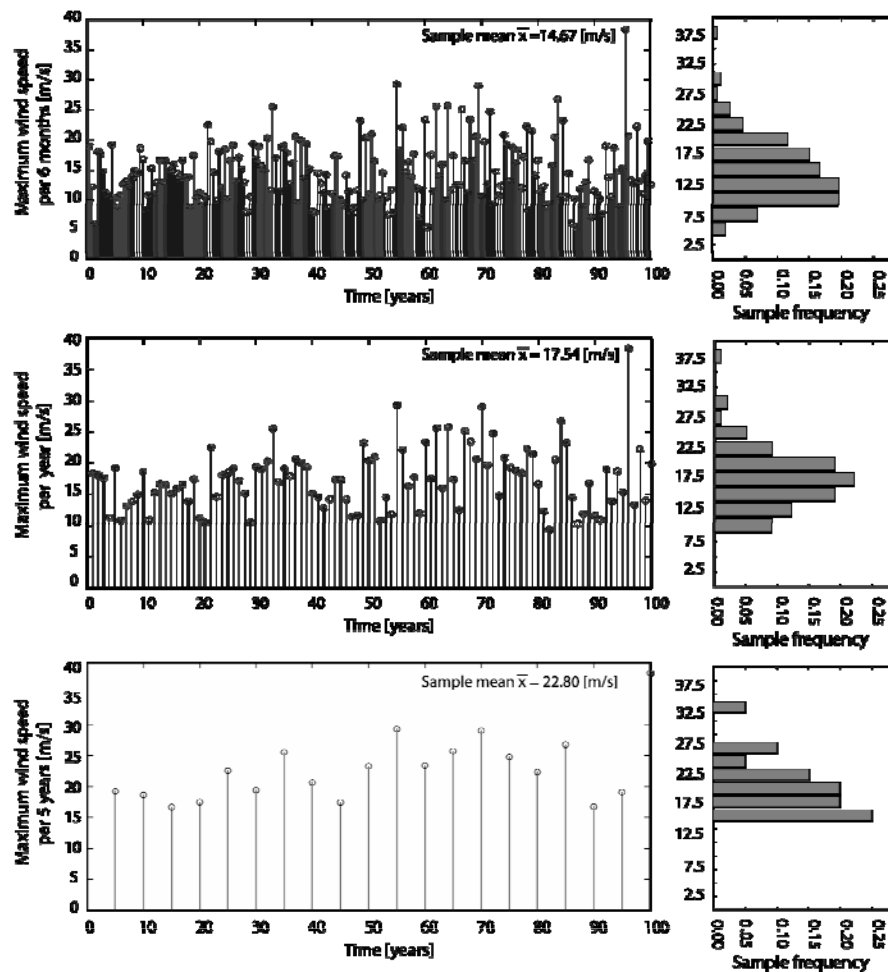 Maximum wind speed
per 6 months [m/s]
40
35
30
25
20
15
10
5
0
Sample mean x̅ =14.67 [m/s]
0 10 20 30 40 50 60 70 80 90 100
Time [years]
37.5
27.5
22.5
17.5
12.5
7.5
2.5
0.00 0.05 0.10 0.15 0.20 0.25
Sample frequency
Maximum wind speed
per year [m/s]
40
35
30
25
20
15
10
5
0
Sample mean x̅ = 17.54 [m/s]
0 10 20 30 40 50 60 70 80 90 100
Time [years]
37.5
27.5
22.5
17.5
12.5
7.5
2.5
0.00 0.05 0.10 0.15 0.20 0.25
Sample frequency
Maximum wind speed
per 5 years [m/s]
40
35
30
25
20
15
10
5
0
Sample mean x̅ = 22.80 [m/s]
0 10 20 30 40 50 60 70 80 90 100
Time [years]
37.5
32.5
27.5
22.5
17.5
12.5
7.5
2.5
0.00 0.05 0.10 0.15 0.20 0.25
Sample frequency